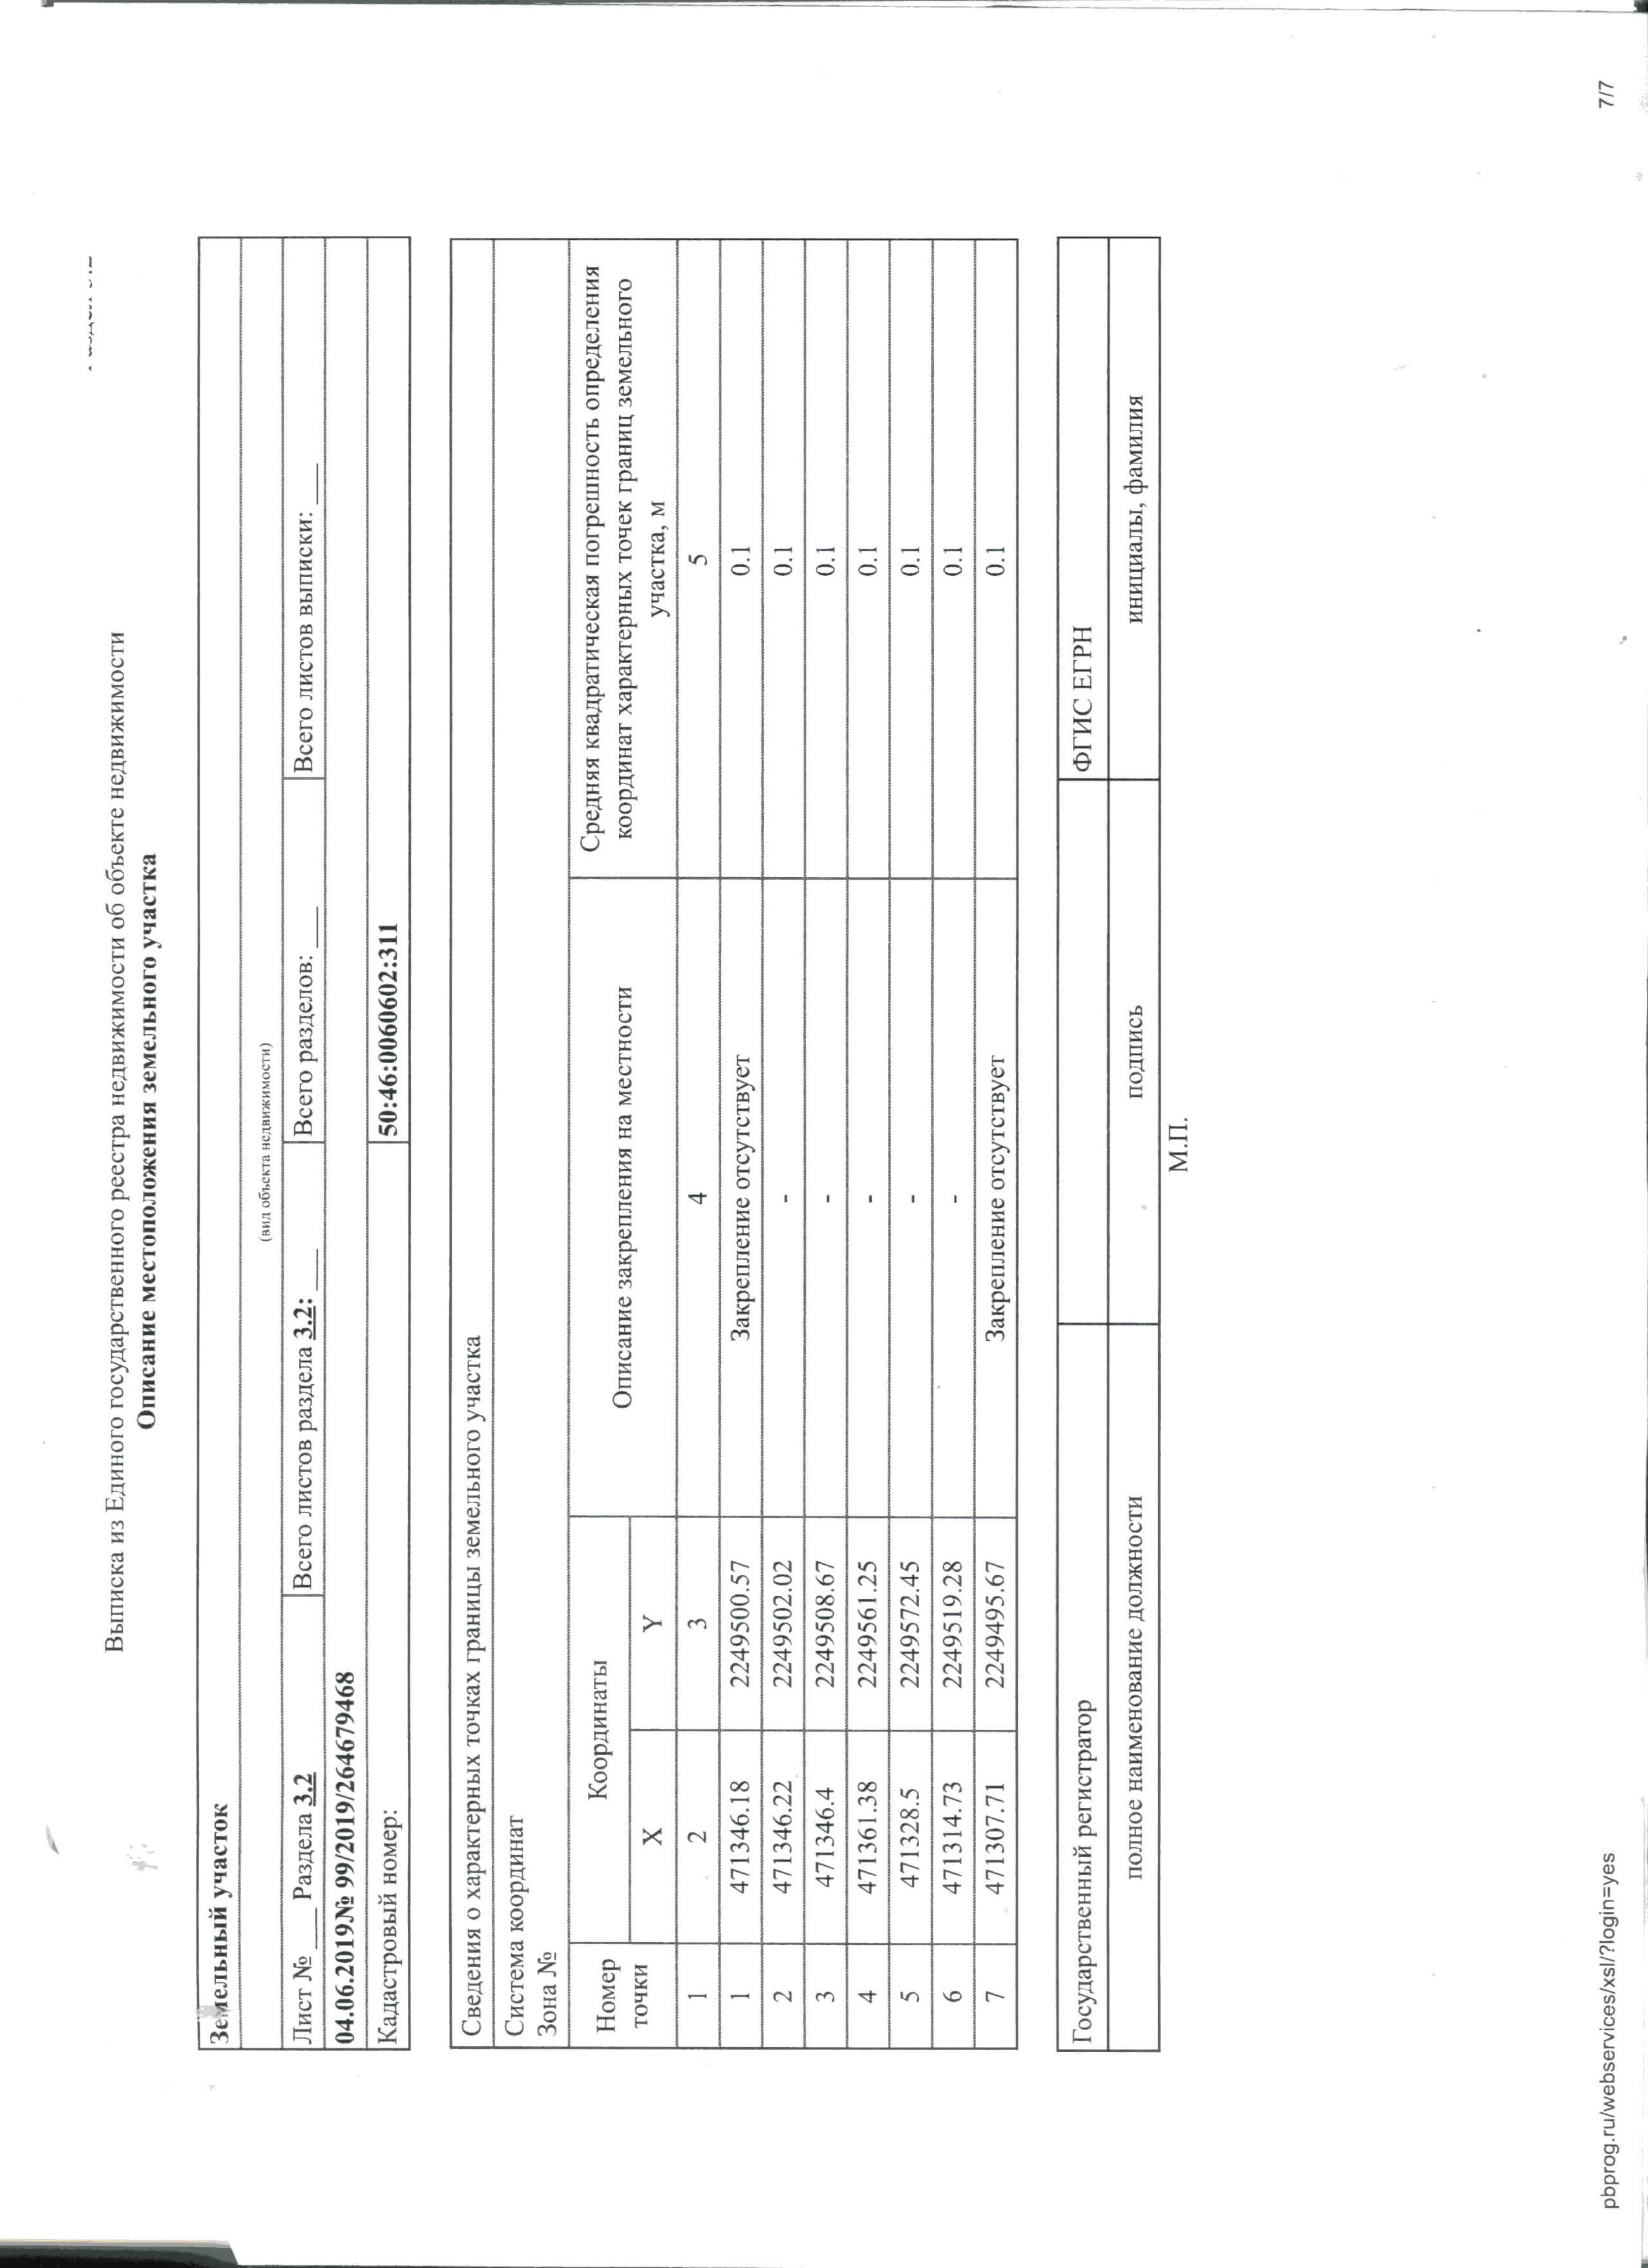 Выписка из Единого государственного реестра недвижимости об объекте недвижимости
Описание местоположения земельного участка
Земельный участок
(вид объекта недвижимости)
Лист № ___ Раздела 3.2 Всего листов раздела 3.2: ___ Всего разделов: ___ Всего листов выписки: ___
04.06.2019№ 99/2019/264679468
Кадастровый номер: 50:46:0060602:311
Сведения о характерных точках границы земельного участка
Система координат
Зона №
Номер точки Координаты Описание закрепления на местности Средняя квадратическая погрешность определения
координат характерных точек границ земельного
участка, м
X Y
1 2 3 4 5
1 471346.18 2249500.57 Закрепление отсутствует 0.1
2 471346.22 2249502.02 - 0.1
3 471346.4 2249508.67 - 0.1
4 471361.38 2249561.25 - 0.1
5 471328.5 2249572.45 - 0.1
6 471314.73 2249519.28 - 0.1
7 471307.71 2249495.67 Закрепление отсутствует 0.1
Государственный регистратор ФГИС ЕГРН
полное наименование должности подпись инициалы, фамилия
М.П.
pbprog.ru/webservices/xsl/?login=yes 7/7